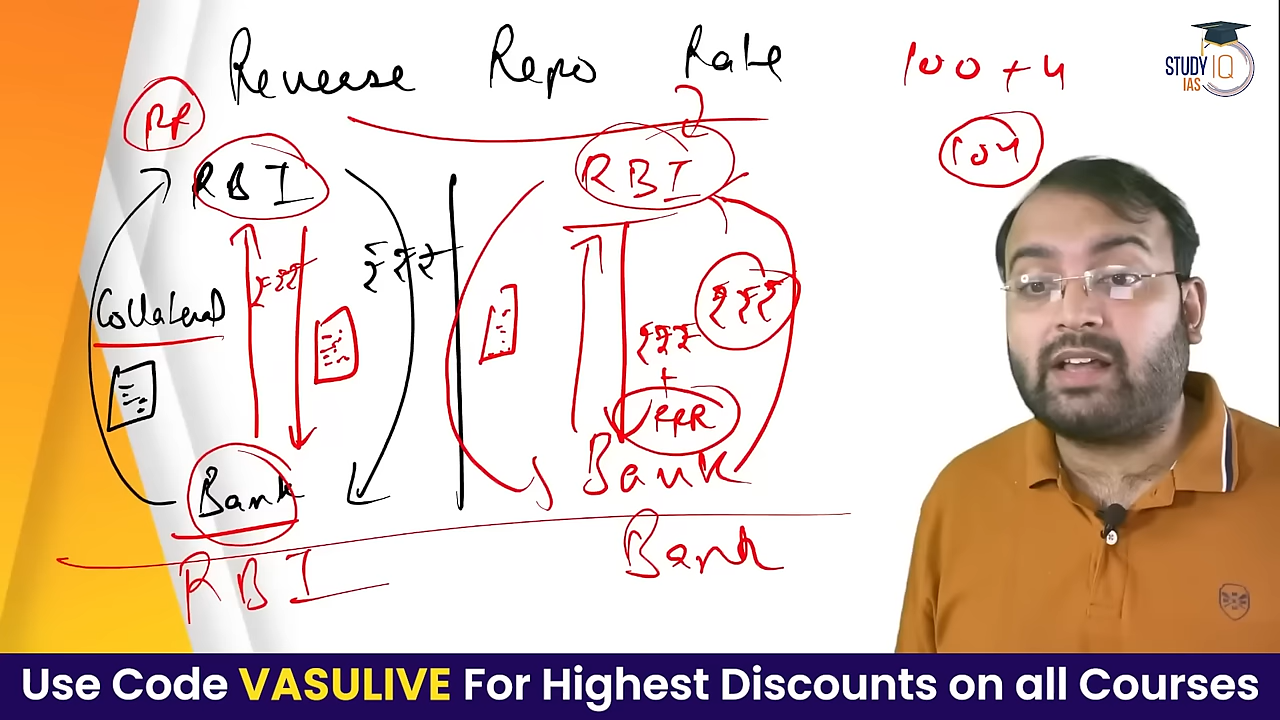 Reverse Repo Rate
100 + 4
STUDY IQ
IAS
RR
104
RBI
RBI
₹₹₹
₹₹₹
₹₹₹
Collateral
₹₹₹
+
RRR
Bank
Bank
RBI
Bank
Use Code VASULIVE For Highest Discounts on all Courses